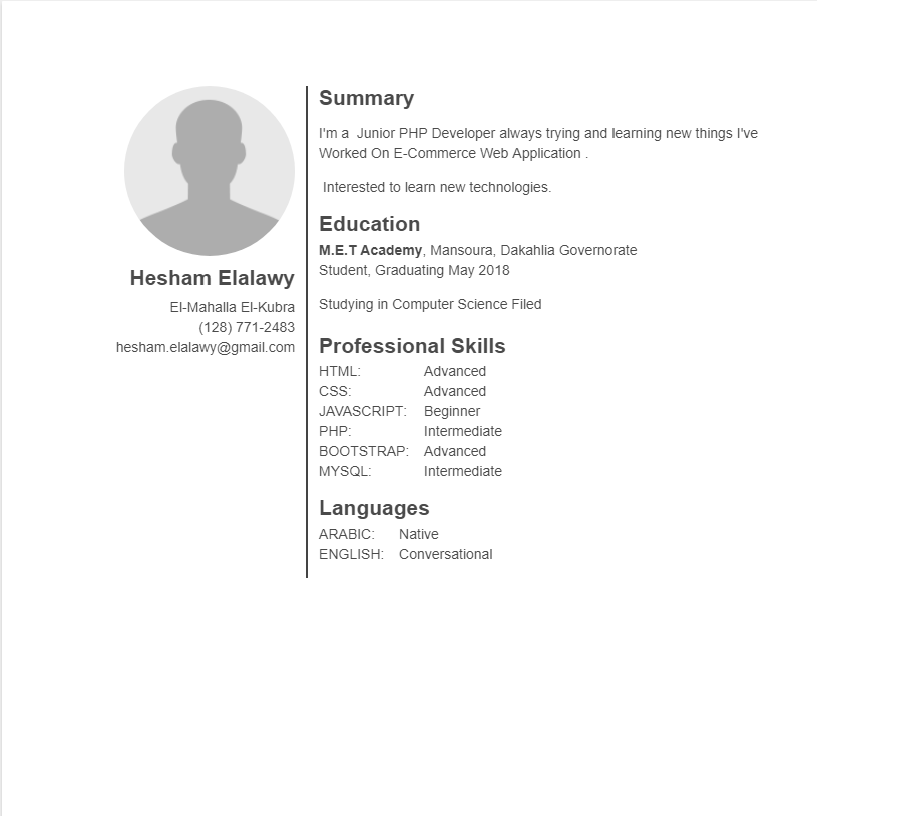 Hesham Elalawy
El-Mahalla El-Kubra
(128) 771-2483
hesham.elalawy@gmail.com
Summary
I'm a  Junior PHP Developer always trying and learning new things I've
Worked On E-Commerce Web Application .
Interested to learn new technologies.
Education
M.E.T Academy, Mansoura, Dakahlia Governorate
Student, Graduating May 2018
Studying in Computer Science Filed
Professional Skills
HTML: Advanced
CSS: Advanced
JAVASCRIPT: Beginner
PHP: Intermediate
BOOTSTRAP: Advanced
MYSQL: Intermediate
Languages
ARABIC: Native
ENGLISH: Conversational